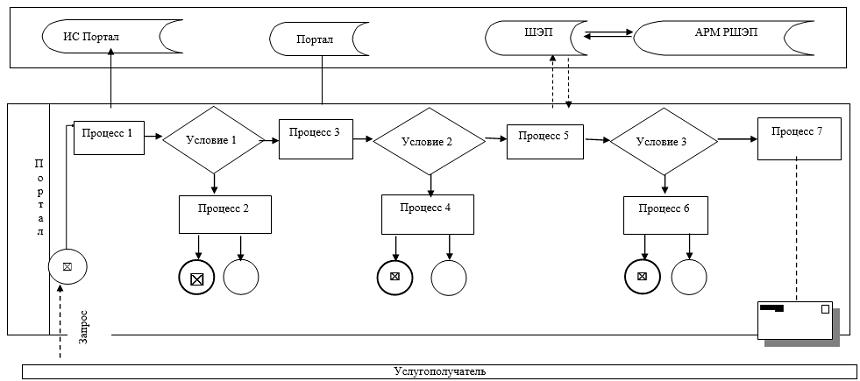 ИС Портал
Портал
ШЭП
АРМ РШЭП
Портал
Процесс 1
Условие 1
Процесс 3
Условие 2
Процесс 5
Условие 3
Процесс 7
Процесс 2
Процесс 4
Процесс 6
Запрос
Услугополучатель